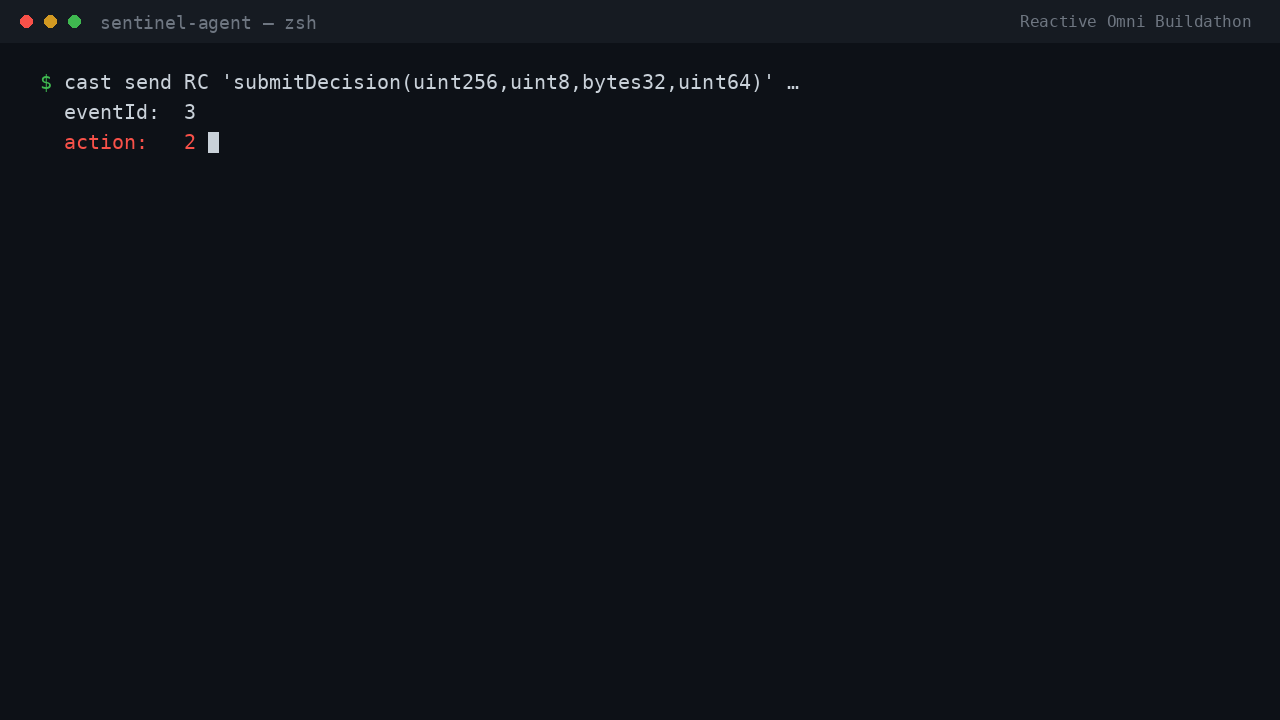 sentinel-agent — zsh
Reactive Omni Buildathon
$ cast send RC 'submitDecision(uint256,uint8,bytes32,uint64)' …
eventId: 3
action: 2